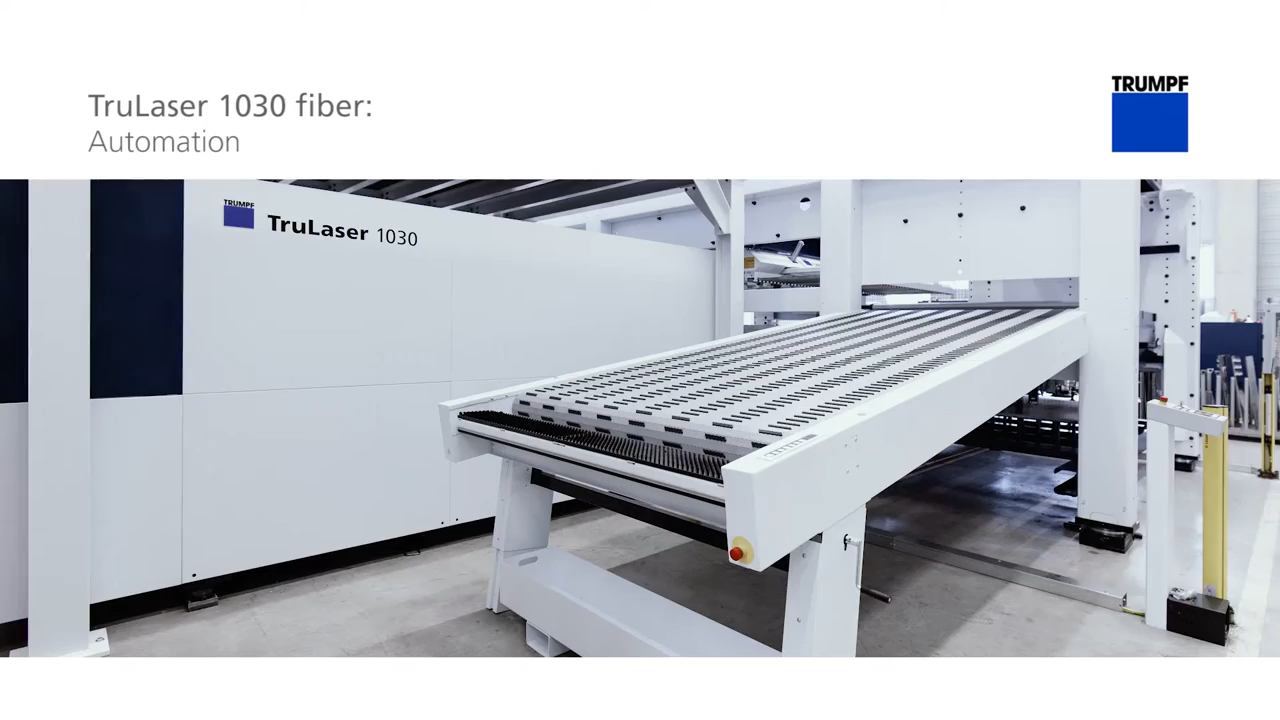 TruLaser 1030 fiber:
Automation
TRUMPF
TRUMPF
TruLaser 1030